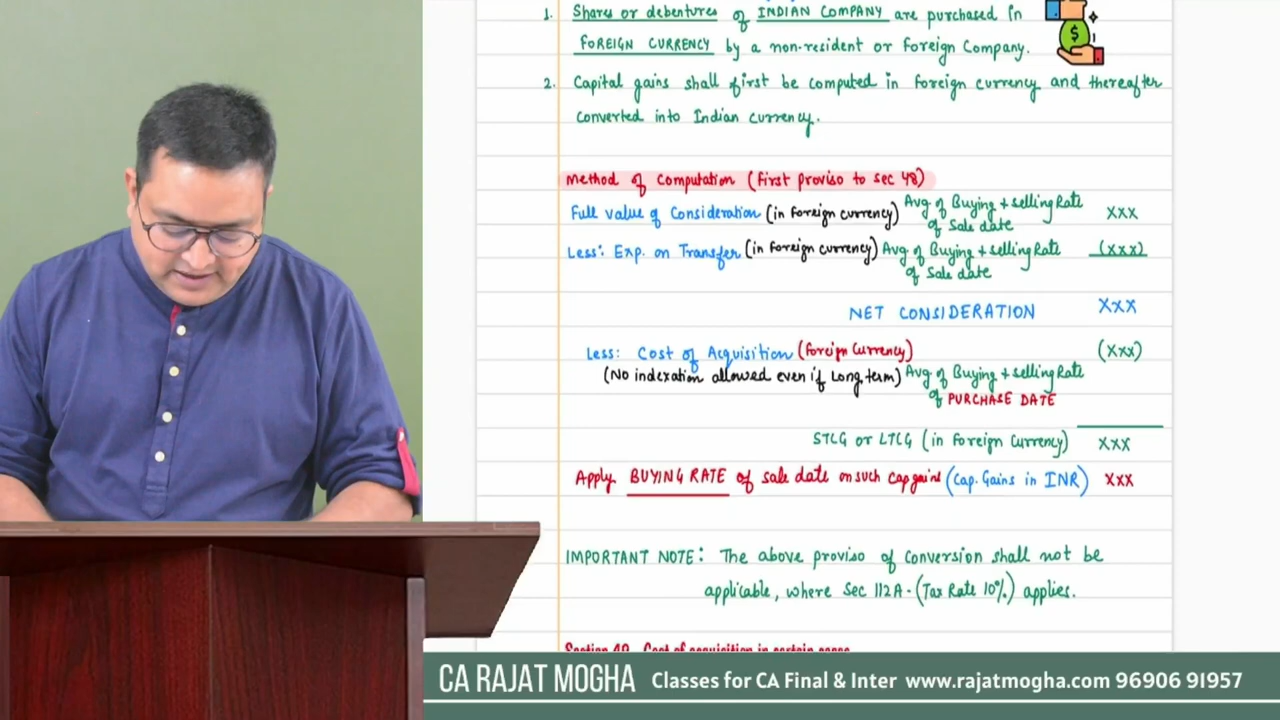 1. Shares or debentures of INDIAN COMPANY are purchased in
FOREIGN CURRENCY by a non-resident or Foreign Company.
2. Capital gains shall first be computed in foreign currency and thereafter
converted into Indian currency.
Method of Computation (First proviso to sec 48)
Full value of Consideration (in foreign currency) Avg of Buying + selling Rate XXX
of Sale date
Less: Exp. on Transfer (in foreign currency) Avg of Buying + selling Rate (XXX)
of Sale date
NET CONSIDERATION XXX
Less: Cost of Acquisition (Foreign Currency) (XXX)
(No indexation allowed even if Long term) Avg of Buying + selling Rate
of PURCHASE DATE
STCG or LTCG (in Foreign Currency) XXX
Apply BUYING RATE of sale date on such cap gains (Cap. Gains in INR) XXX
IMPORTANT NOTE: The above proviso of Conversion shall not be
applicable, where Sec 112A - (Tax Rate 10%) applies.
CA RAJAT MOGHA Classes for CA Final & Inter www.rajatmogha.com 96906 91957